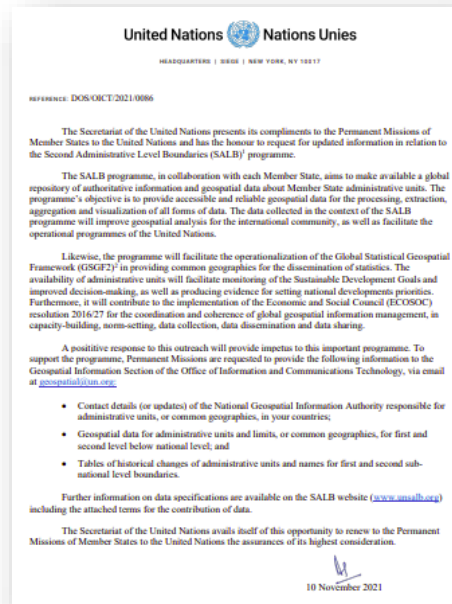 United Nations Nations Unies
HEADQUARTERS | SIEGE | NEW YORK, NY 10017
REFERENCE: DOS/OICT/2021/0086
The Secretariat of the United Nations presents its compliments to the Permanent Missions of
Member States to the United Nations and has the honour to request for updated information in relation to
the Second Administrative Level Boundaries (SALB)¹ programme.
The SALB programme, in collaboration with each Member State, aims to make available a global
repository of authoritative information and geospatial data about Member State administrative units. The
programme's objective is to provide accessible and reliable geospatial data for the processing, extraction,
aggregation and visualization of all forms of data. The data collected in the context of the SALB
programme will improve geospatial analysis for the international community, as well as facilitate the
operational programmes of the United Nations.
Likewise, the programme will facilitate the operationalization of the Global Statistical Geospatial
Framework (GSGF2)² in providing common geographies for the dissemination of statistics. The
availability of administrative units will facilitate monitoring of the Sustainable Development Goals and
improved decision-making, as well as producing evidence for setting national developments priorities.
Furthermore, it will contribute to the implementation of the Economic and Social Council (ECOSOC)
resolution 2016/27 for the coordination and coherence of global geospatial information management, in
capacity-building, norm-setting, data collection, data dissemination and data sharing.
A posititive response to this outreach will provide impetus to this important programme. To
support the programme, Permanent Missions are requested to provide the following information to the
Geospatial Information Section of the Office of Information and Communications Technology, via email
at geospatial@un.org:
• Contact details (or updates) of the National Geospatial Information Authority responsible for
administrative units, or common geographies, in your countries;
• Geospatial data for administrative units and limits, or common geographies, for first and
second level below national level; and
• Tables of historical changes of administrative units and names for first and second sub-
national level boundaries.
Further information on data specifications are available on the SALB website (www.unsalb.org)
including the attached terms for the contribution of data.
The Secretariat of the United Nations avails itself of this opportunity to renew to the Permanent
Missions of Member States to the United Nations the assurances of its highest consideration.
10 November 2021